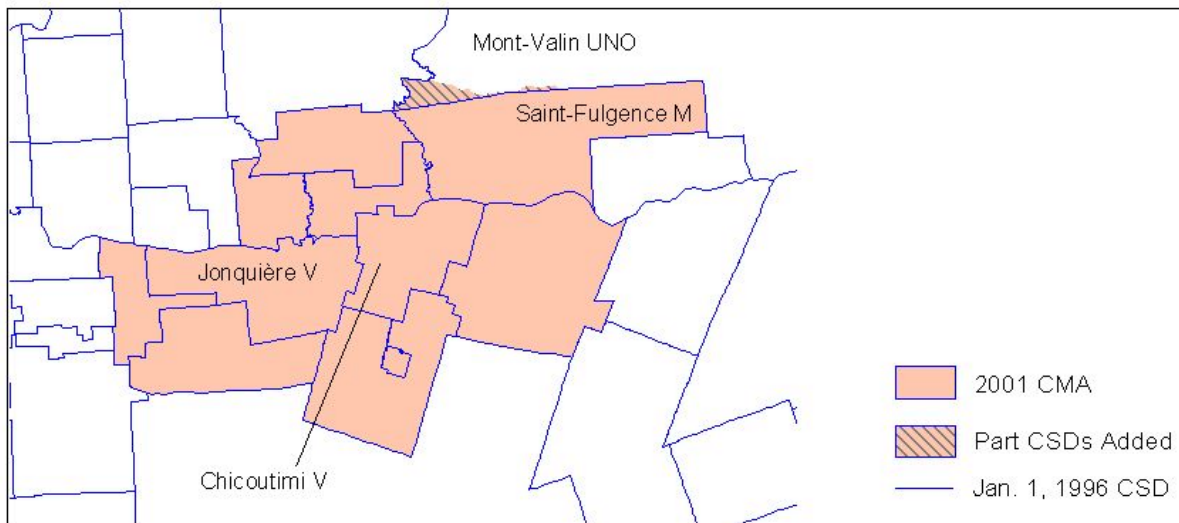 Mont-Valin UNO
Saint-Fulgence M
Jonquière V
Chicoutimi V
2001 CMA
Part CSDs Added
Jan. 1, 1996 CSD